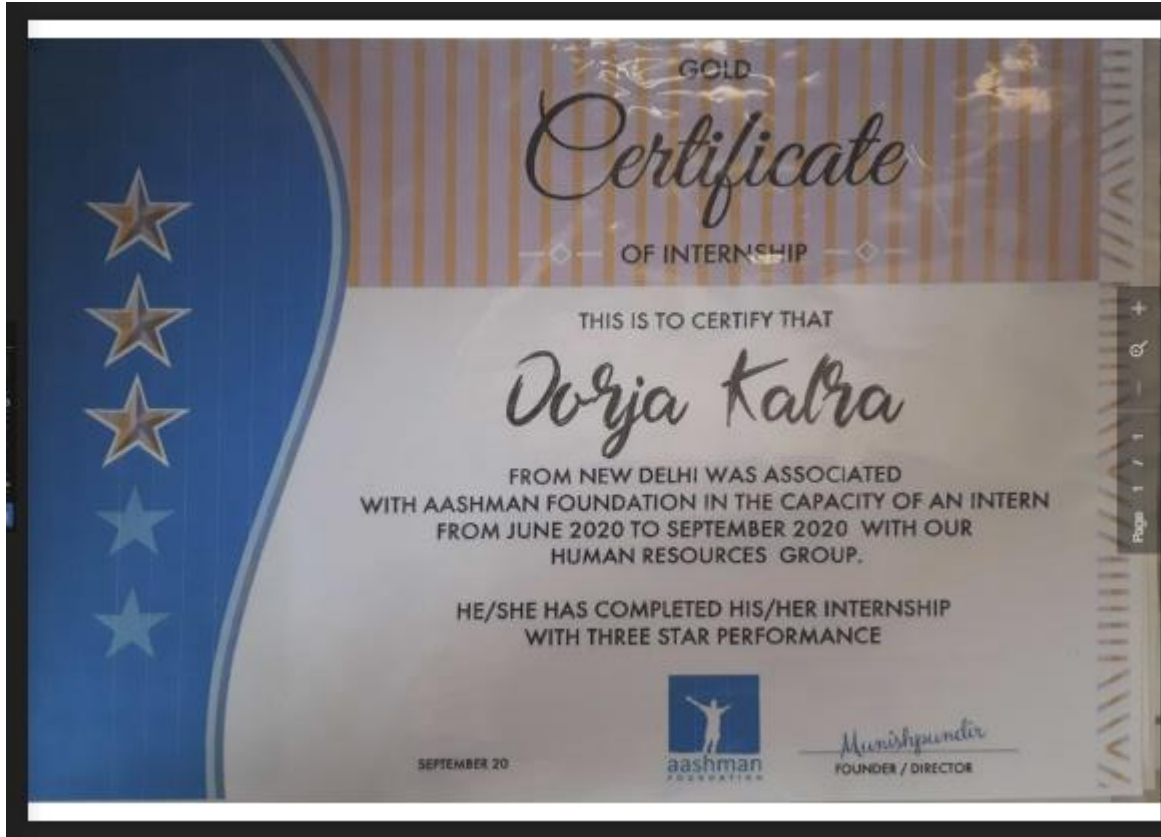 GOLD
Certificate
OF INTERNSHIP
THIS IS TO CERTIFY THAT
Oorja Kalra
FROM NEW DELHI WAS ASSOCIATED
WITH AASHMAN FOUNDATION IN THE CAPACITY OF AN INTERN
FROM JUNE 2020 TO SEPTEMBER 2020 WITH OUR
HUMAN RESOURCES GROUP.
HE/SHE HAS COMPLETED HIS/HER INTERNSHIP
WITH THREE STAR PERFORMANCE
SEPTEMBER 20
aashman
FOUNDATION
Munishpundir
FOUNDER / DIRECTOR
Page 1 / 1